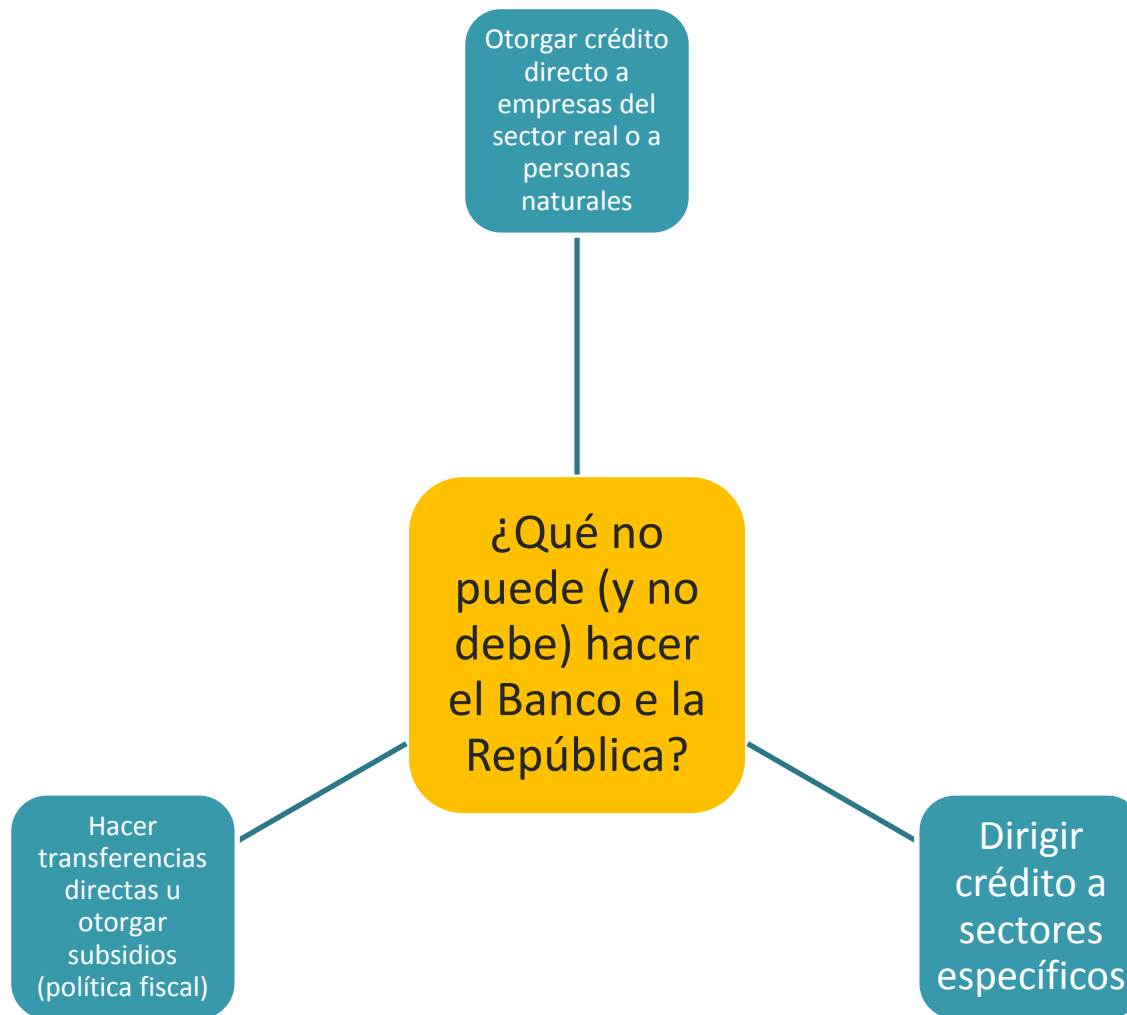 Otorgar crédito
directo a
empresas del
sector real o a
personas
naturales
¿Qué no
puede (y no
debe) hacer
el Banco e la
República?
Hacer
transferencias
directas u
otorgar
subsidios
(política fiscal)
Dirigir
crédito a
sectores
específicos